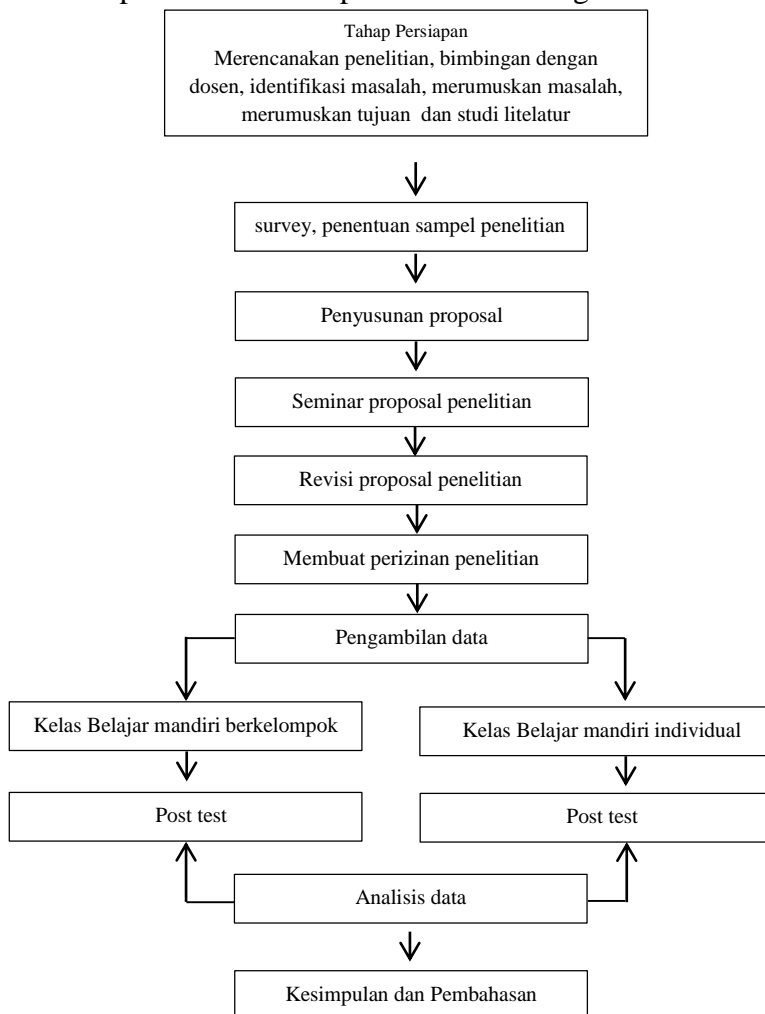 Tahap Persiapan
Merencanakan penelitian, bimbingan dengan
dosen, identifikasi masalah, merumuskan masalah,
merumuskan tujuan dan studi litelatur
survey, penentuan sampel penelitian
Penyusunan proposal
Seminar proposal penelitian
Revisi proposal penelitian
Membuat perizinan penelitian
Pengambilan data
Kelas Belajar mandiri berkelompok
Kelas Belajar mandiri individual
Post test
Post test
Analisis data
Kesimpulan dan Pembahasan